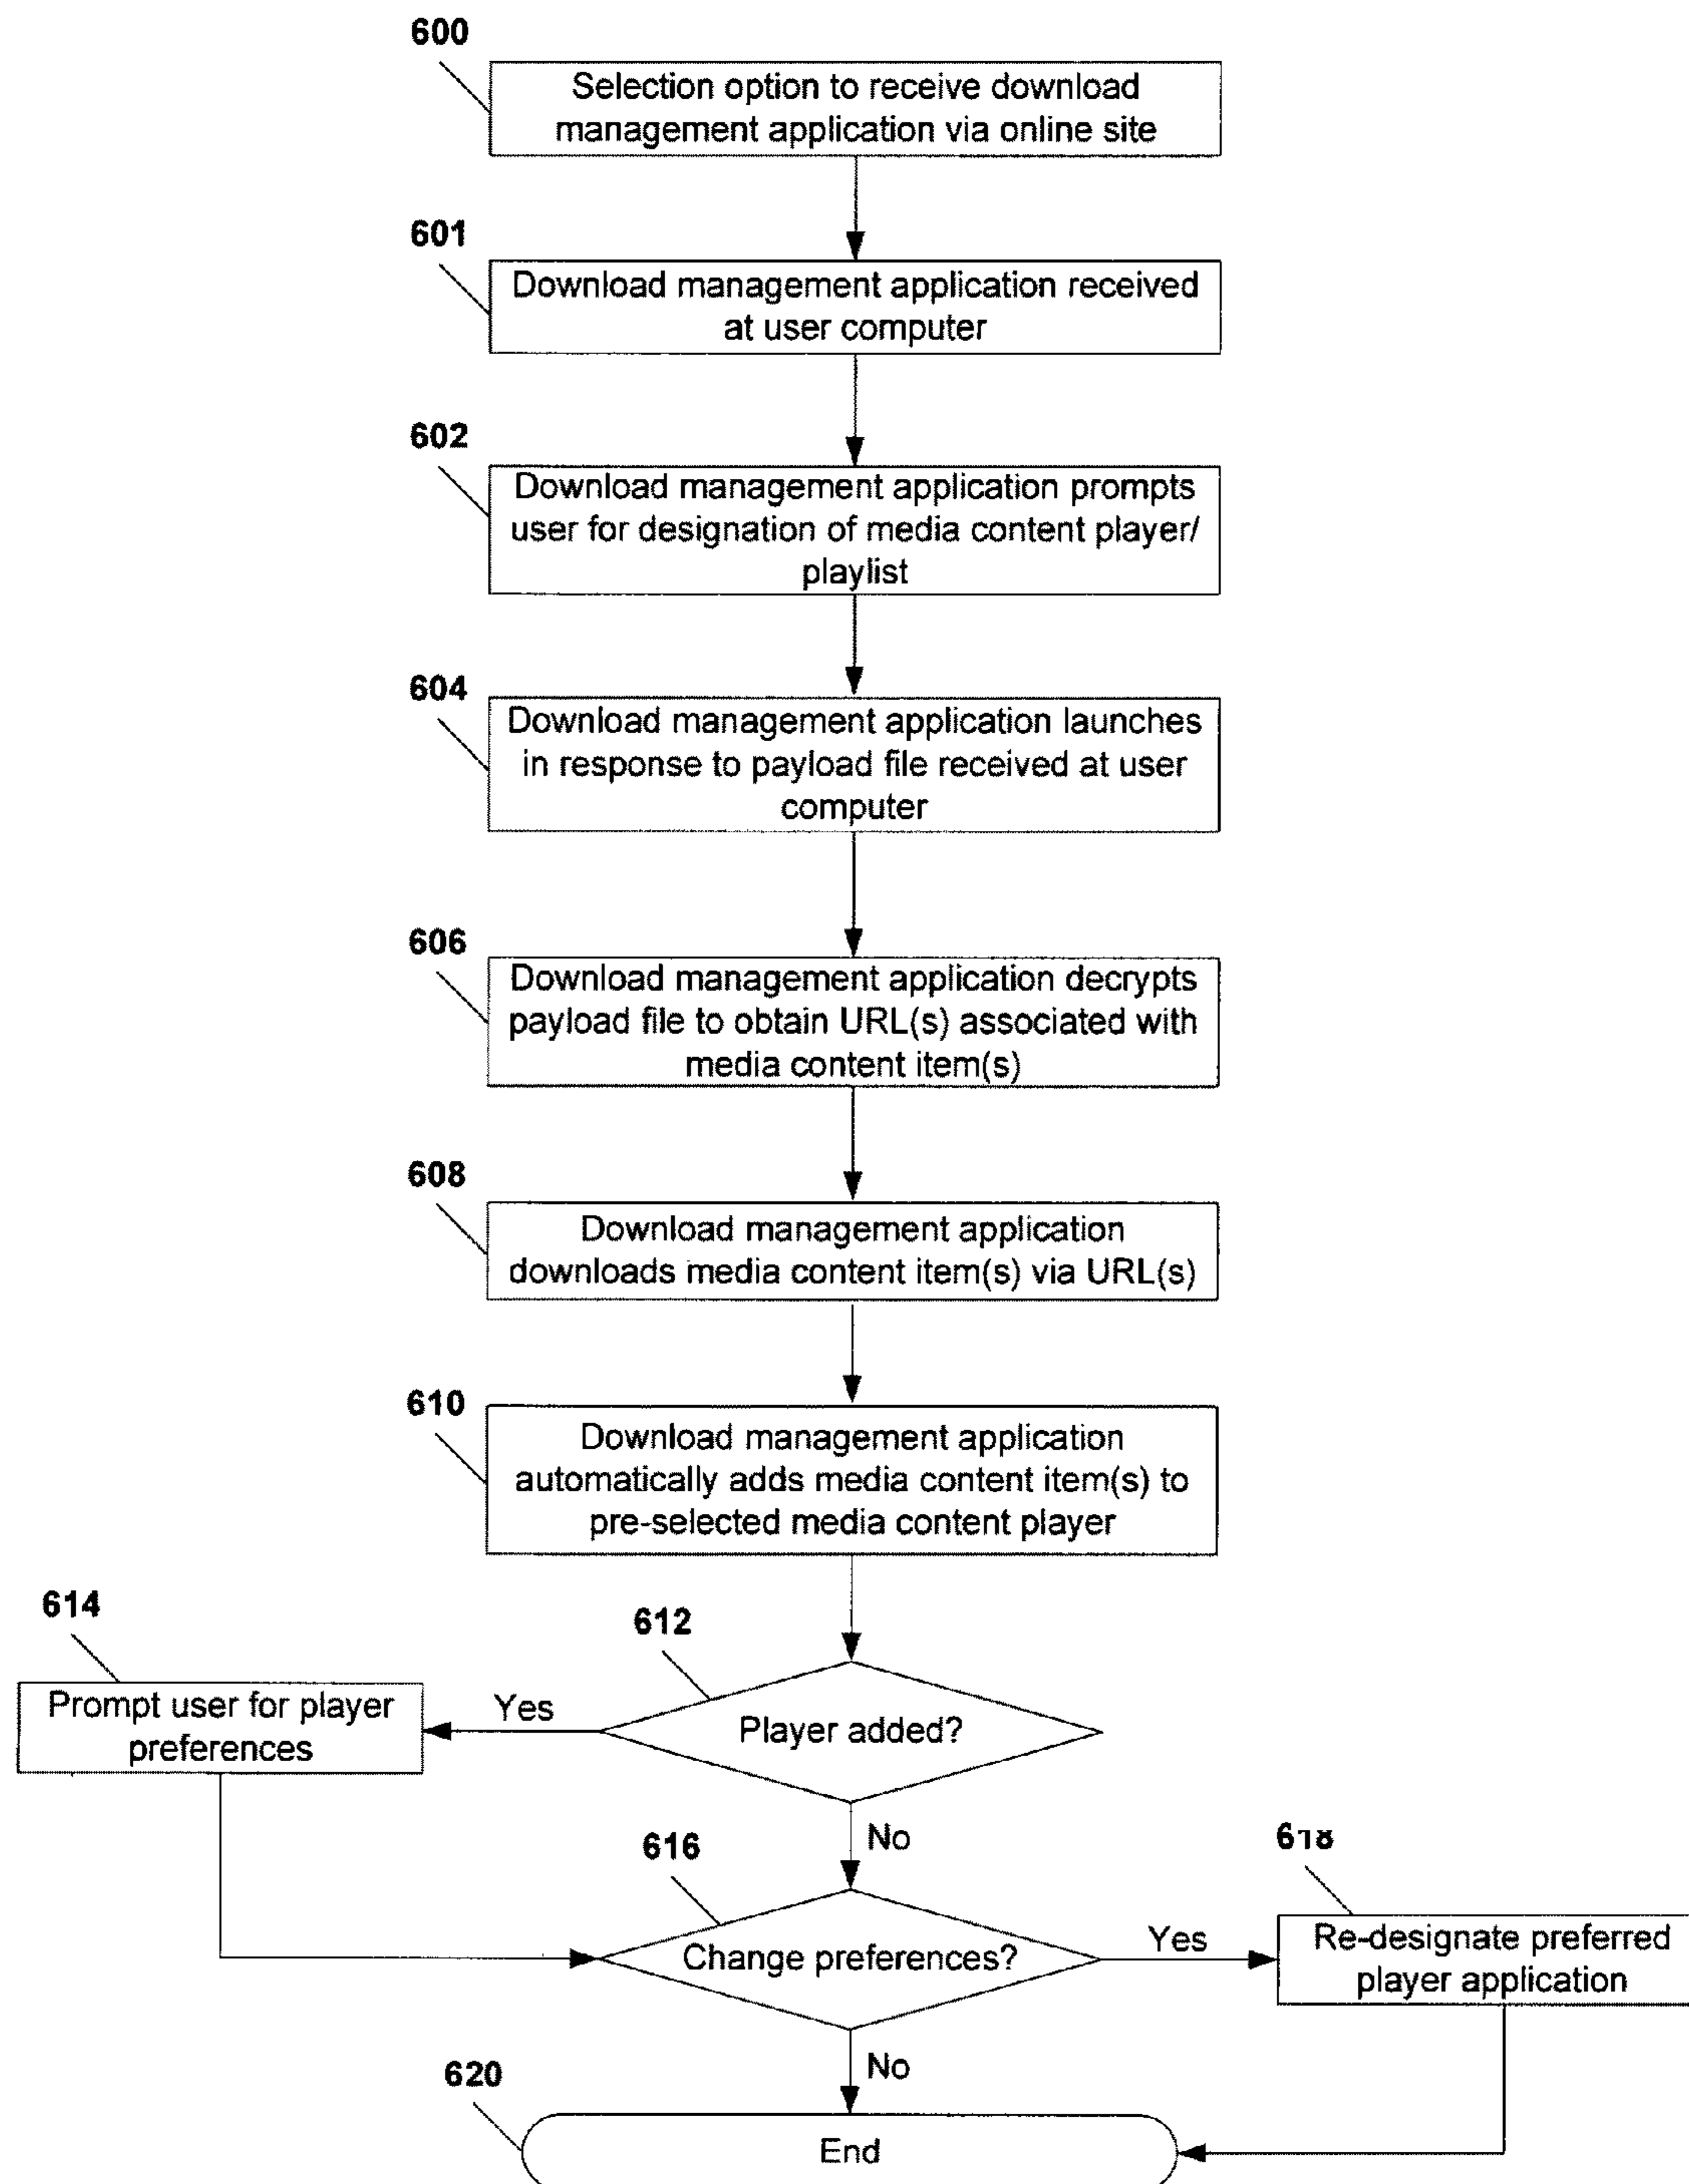 600
Selection option to receive download
management application via online site
601
Download management application received
at user computer
602
Download management application prompts
user for designation of media content player/
playlist
604
Download management application launches
in response to payload file received at user
computer
606
Download management application decrypts
payload file to obtain URL(s) associated with
media content item(s)
608
Download management application
downloads media content item(s) via URL(s)
610
Download management application
automatically adds media content item(s) to
pre-selected media content player
614
612
Prompt user for player
preferences
Yes
Player added?
No
616
618
Change preferences?
Yes
Re-designate preferred
player application
No
620
End